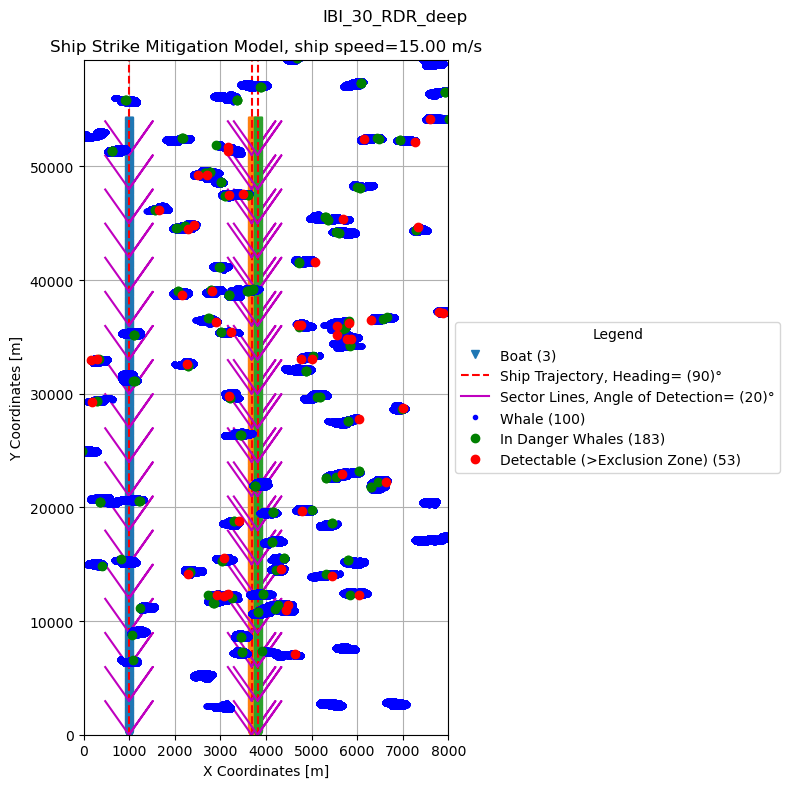 IBI_30_RDR_deep
Ship Strike Mitigation Model, ship speed=15.00 m/s
50000
40000
30000
20000
10000
0
Y Coordinates [m]
0 1000 2000 3000 4000 5000 6000 7000 8000
X Coordinates [m]
Legend
Boat (3)
Ship Trajectory, Heading= (90)°
Sector Lines, Angle of Detection= (20)°
Whale (100)
In Danger Whales (183)
Detectable (>Exclusion Zone) (53)